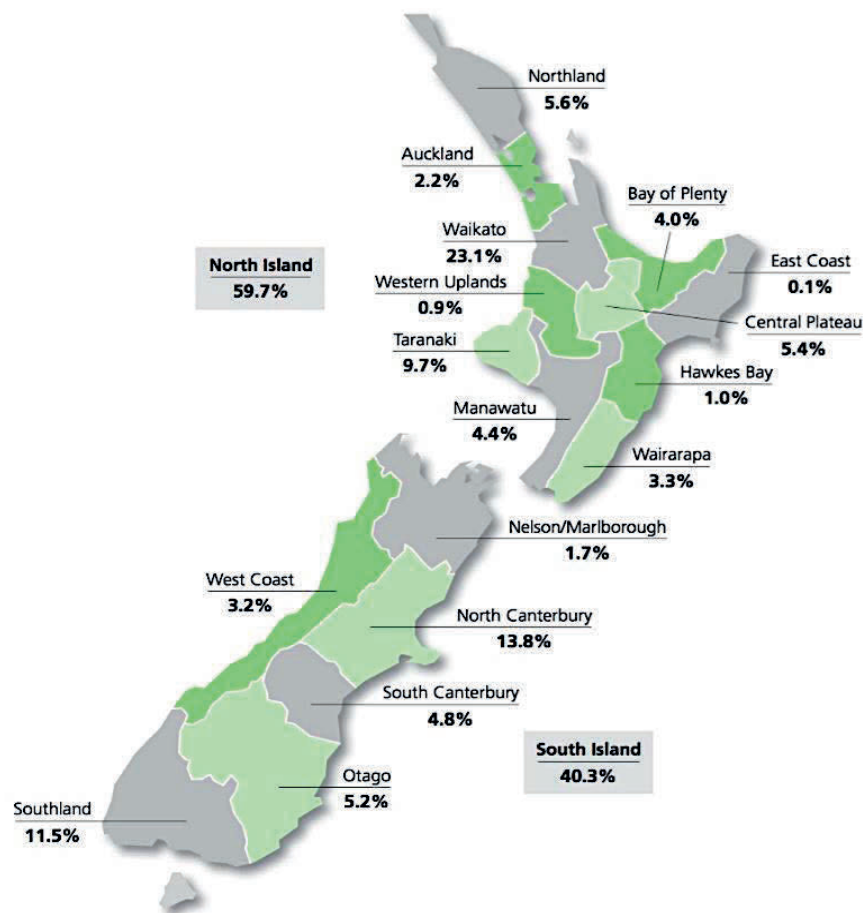 Northland
5.6%
Auckland
2.2%
Bay of Plenty
4.0%
Waikato
23.1%
East Coast
0.1%
North Island
59.7%
Western Uplands
0.9%
Central Plateau
5.4%
Taranaki
9.7%
Hawkes Bay
1.0%
Manawatu
4.4%
Wairarapa
3.3%
Nelson/Marlborough
1.7%
West Coast
3.2%
North Canterbury
13.8%
South Canterbury
4.8%
South Island
40.3%
Otago
5.2%
Southland
11.5%